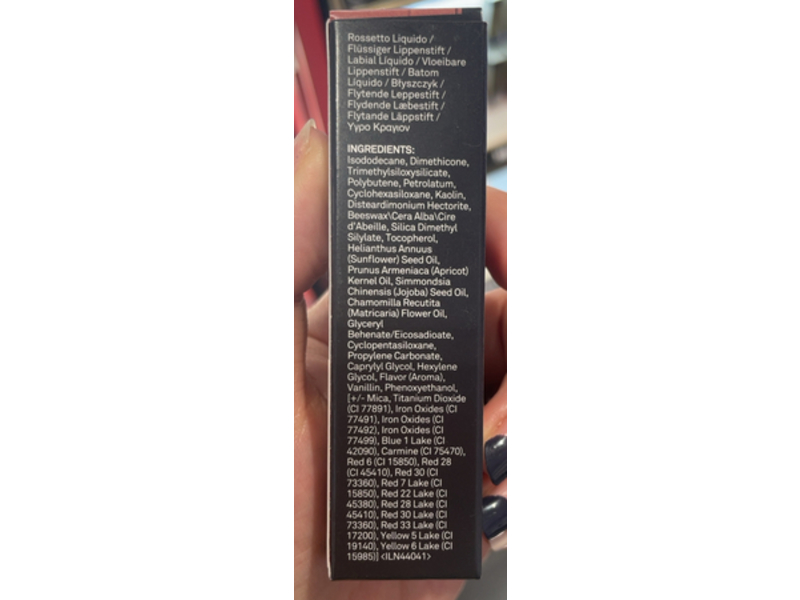 Rossetto Liquido /
Flüssiger Lippenstift /
Labial Líquido / Vloeibare
Lippenstift / Batom
Líquido / Błyszczyk /
Flytende Leppestift /
Flydende Læbestift /
Flytande Läppstift /
Υγρο Κραγιον
INGREDIENTS:
Isododecane, Dimethicone,
Trimethylsiloxysilicate,
Polybutene, Petrolatum,
Cyclohexasiloxane, Kaolin,
Disteardimonium Hectorite,
Beeswax\Cera Alba\Cire
d'Abeille, Silica Dimethyl
Silylate, Tocopherol,
Helianthus Annuus
(Sunflower) Seed Oil,
Prunus Armeniaca (Apricot)
Kernel Oil, Simmondsia
Chinensis (Jojoba) Seed Oil,
Chamomilla Recutita
(Matricaria) Flower Oil,
Glyceryl
Behenate/Eicosadioate,
Cyclopentasiloxane,
Propylene Carbonate,
Caprylyl Glycol, Hexylene
Glycol, Flavor (Aroma),
Vanillin, Phenoxyethanol,
[+/- Mica, Titanium Dioxide
(CI 77891), Iron Oxides (CI
77491), Iron Oxides (CI
77492), Iron Oxides (CI
77499), Blue 1 Lake (CI
42090), Carmine (CI 75470),
Red 6 (CI 15850), Red 28
(CI 45410), Red 30 (CI
73360), Red 7 Lake (CI
15850), Red 22 Lake (CI
45380), Red 28 Lake (CI
45410), Red 30 Lake (CI
73360), Red 33 Lake (CI
17200), Yellow 5 Lake (CI
19140), Yellow 6 Lake (CI
15985)] <ILN44041>